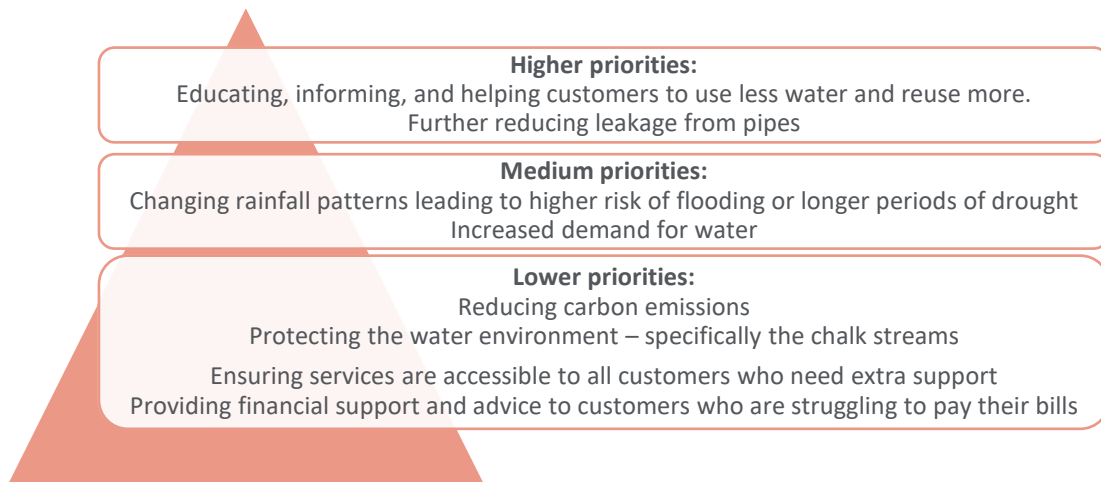 Higher priorities:
Educating, informing, and helping customers to use less water and reuse more.
Further reducing leakage from pipes
Medium priorities:
Changing rainfall patterns leading to higher risk of flooding or longer periods of drought
Increased demand for water
Lower priorities:
Reducing carbon emissions
Protecting the water environment – specifically the chalk streams
Ensuring services are accessible to all customers who need extra support
Providing financial support and advice to customers who are struggling to pay their bills